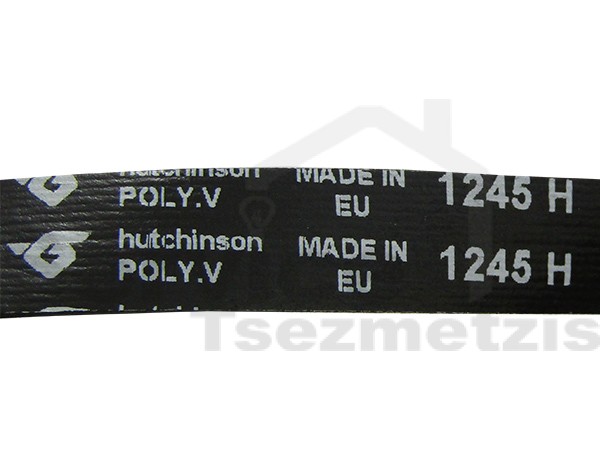 hutchinson
POLY.V
MADE IN
EU
1245 H
hutchinson
POLY.V
MADE IN
EU
1245 H
Tsezmetzis